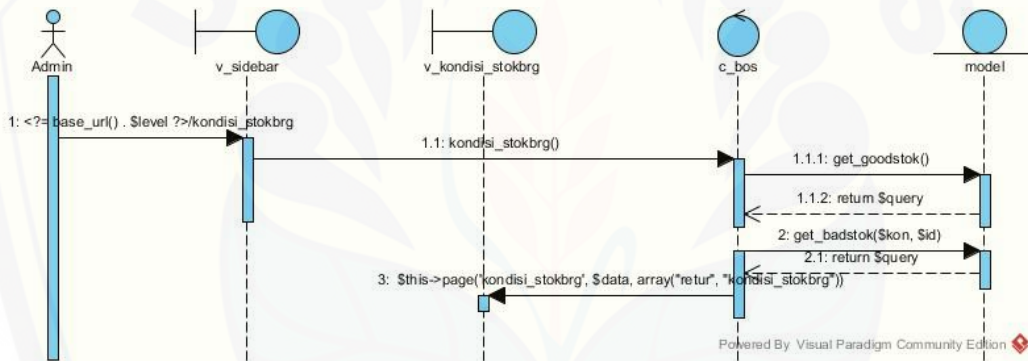 Admin
v_sidebar
v_kondisi_stokbrg
c_bos
model
1: <?= base_url() . $level ?>/kondisi_stokbrg
1.1: kondisi_stokbrg()
1.1.1: get_goodstok()
1.1.2: return $query
2: get_badstok($kon, $id)
2.1: return $query
3: $this->page('kondisi_stokbrg', $data, array("retur", "kondisi_stokbrg"))
Powered By Visual Paradigm Community Edition